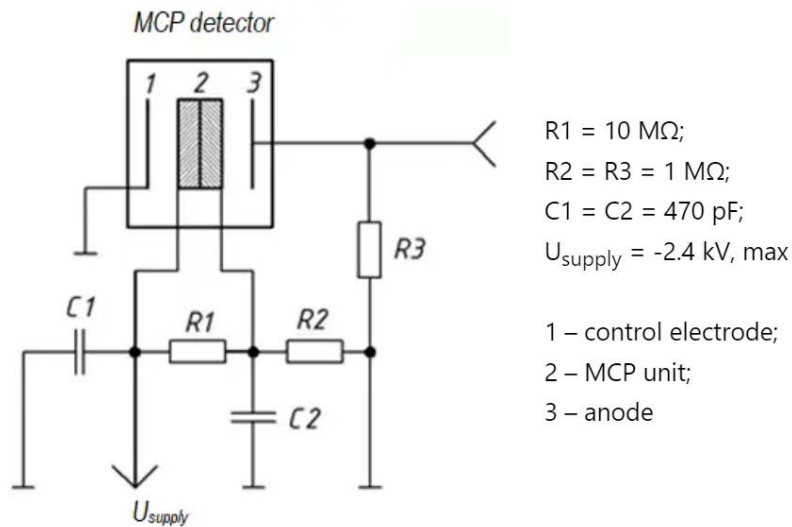 MCP detector
1 2 3
R1 = 10 MΩ;
R2 = R3 = 1 MΩ;
C1 = C2 = 470 pF;
Usupply = -2.4 kV, max
1 – control electrode;
2 – MCP unit;
3 – anode
R3
C1
R1
R2
C2
Usupply